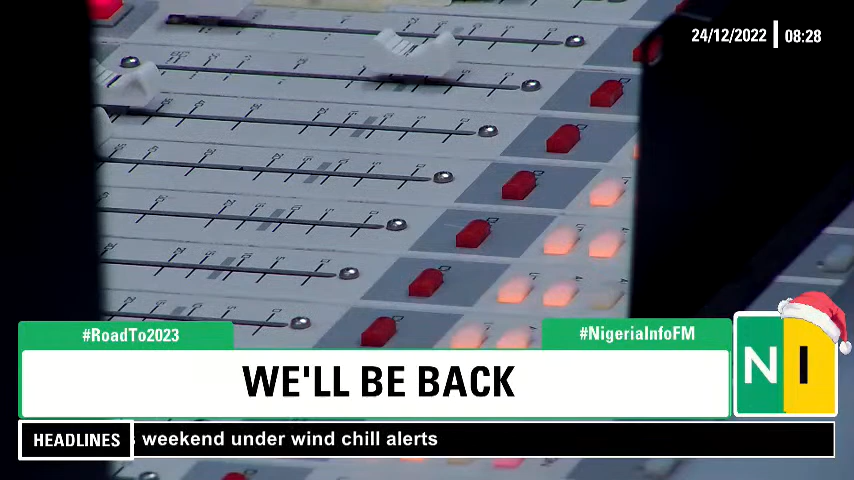 24/12/2022 | 08:28
#RoadTo2023
#NigeriaInfoFM
WE'LL BE BACK
NI
HEADLINES
weekend under wind chill alerts